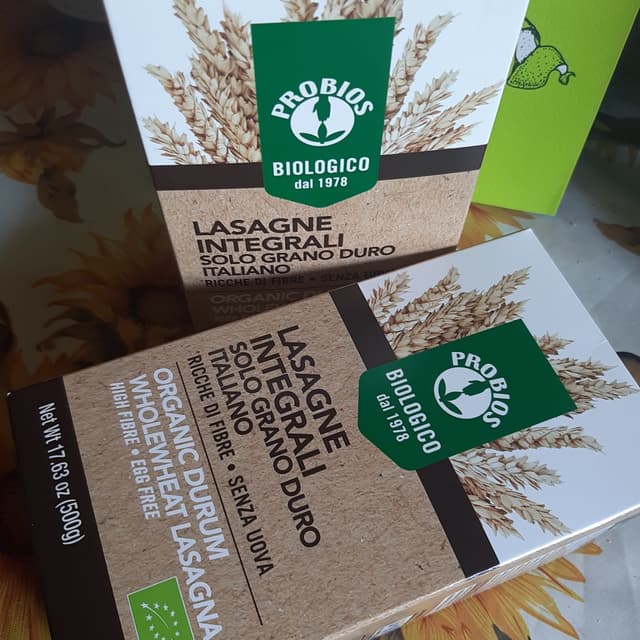 PROBIOS
BIOLOGICO
dal 1978
LASAGNE
INTEGRALI
SOLO GRANO DURO
ITALIANO
RICCHE DI FIBRE • SENZA UOVA
ORGANIC
PROBIOS
BIOLOGICO
dal 1978
LASAGNE
INTEGRALI
SOLO GRANO DURO
ITALIANO
RICCHE DI FIBRE • SENZA UOVA
ORGANIC DURUM
WHOLEWHEAT LASAGNA
HIGH FIBRE • EGG FREE
Net Wt 17.63 oz (500g)